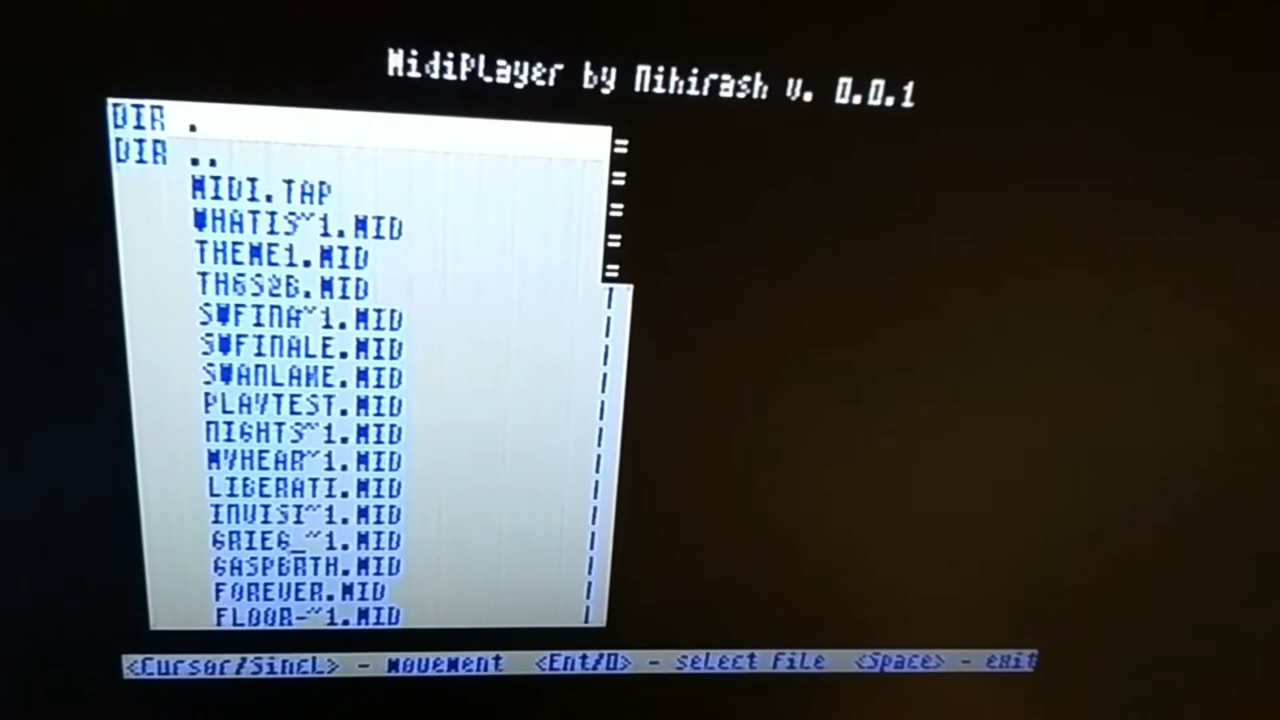 MidiPlayer by Nihirash v. 0.0.1
DIR .
DIR ..
MIDI.TAP
WHATIS~1.MID
THEME1.MID
TH6S2B.MID
SWFINA~1.MID
SWFINALE.MID
SWANLAKE.MID
PLAYTEST.MID
NIGHTS~1.MID
MYHEAR~1.MID
LIBERATI.MID
INVISI~1.MID
GRIEG_~1.MID
GASPBRTH.MID
FOREVER.MID
FLOOR-~1.MID
<Cursor/Sincl> - movement <Ent/0> - select file <Space> - exit